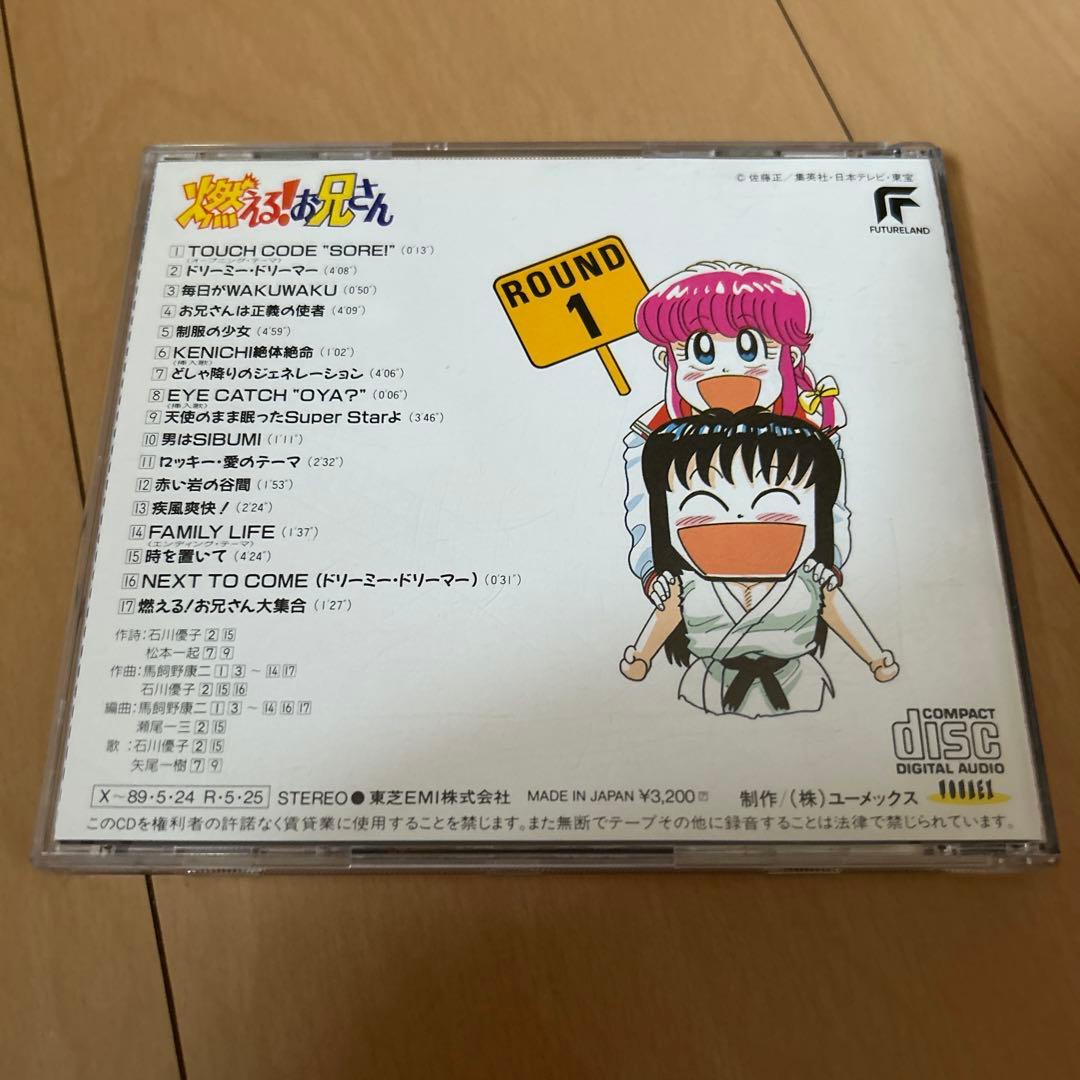 燃える!お兄さん
© 佐藤正／集英社・日本テレビ・東宝
FUTURELAND
ROUND
1
1 TOUCH CODE "SORE!" (0'13")
(オープニング・テーマ)
2 ドリーミー・ドリーマー (4'08")
3 毎日がWAKUWAKU (0'50")
4 お兄さんは正義の使者 (4'09")
5 制服の少女 (4'59")
6 KENICHI絶体絶命 (1'02")
(挿入歌)
7 どしゃ降りのジェネレーション (4'06")
8 EYE CATCH "OYA?" (0'06")
(挿入歌)
9 天使のまま眠ったSuper Starよ (3'46")
10 男はSIBUMI (1'11")
11 ロッキー・愛のテーマ (2'32")
12 赤い岩の谷間 (1'53")
13 疾風爽快! (2'24")
14 FAMILY LIFE (1'37")
(エンディング・テーマ)
15 時を置いて (4'24")
16 NEXT TO COME (ドリーミー・ドリーマー) (0'31")
17 燃える!お兄さん大集合 (1'27")
作詩：石川優子 2 15
松本一起 7 9
作曲：馬飼野康二 1 3 ～ 14 17
石川優子 2 15 16
編曲：馬飼野康二 1 3 ～ 14 16 17
瀬尾一三 2 15
歌：石川優子 2 15
矢尾一樹 7 9
COMPACT
disc
DIGITAL AUDIO
X～89・5・24 R・5・25 STEREO● 東芝EMI株式会社 MADE IN JAPAN ¥3,200 制作/(株)ユーメックス
このCDを権利者の許諾なく賃貸業に使用することを禁じます。また無断でテープその他に録音することは法律で禁じられています。